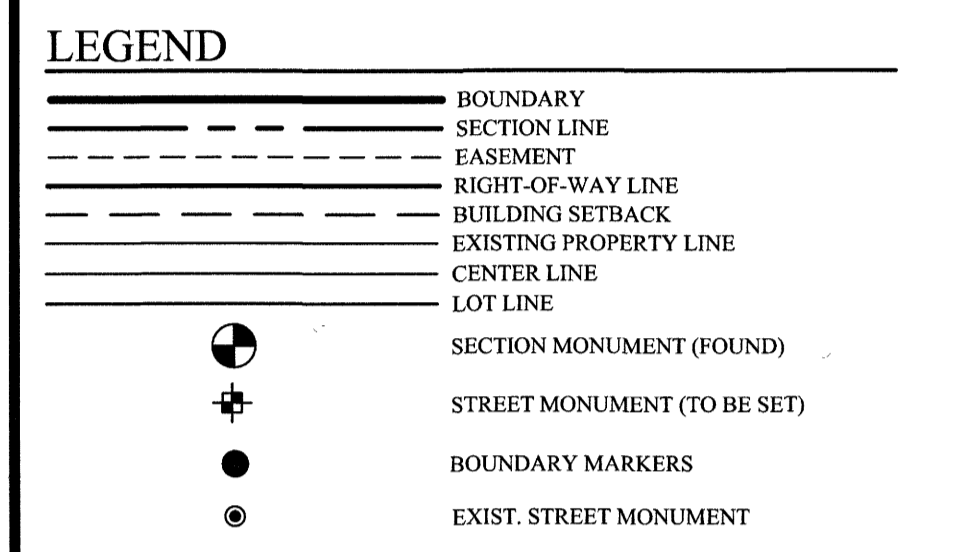 LEGEND
BOUNDARY
SECTION LINE
EASEMENT
RIGHT-OF-WAY LINE
BUILDING SETBACK
EXISTING PROPERTY LINE
CENTER LINE
LOT LINE
SECTION MONUMENT (FOUND)
STREET MONUMENT (TO BE SET)
BOUNDARY MARKERS
EXIST. STREET MONUMENT